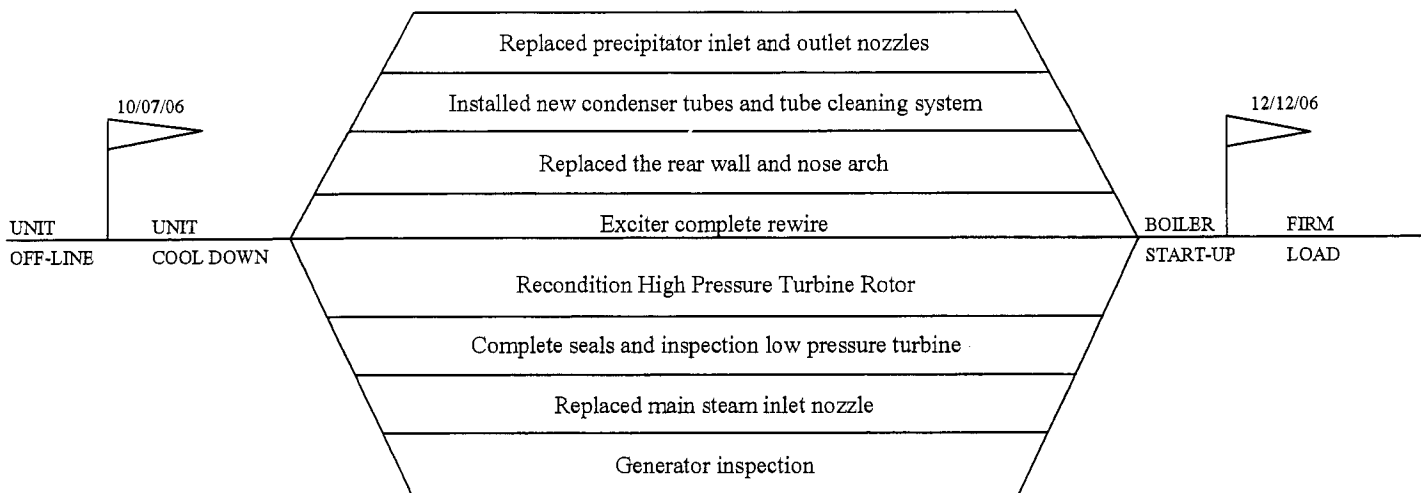 Replaced precipitator inlet and outlet nozzles
10/07/06
Installed new condenser tubes and tube cleaning system
12/12/06
Replaced the rear wall and nose arch
UNIT
UNIT
Exciter complete rewire
BOILER
FIRM
OFF-LINE
COOL DOWN
START-UP
LOAD
Recondition High Pressure Turbine Rotor
Complete seals and inspection low pressure turbine
Replaced main steam inlet nozzle
Generator inspection